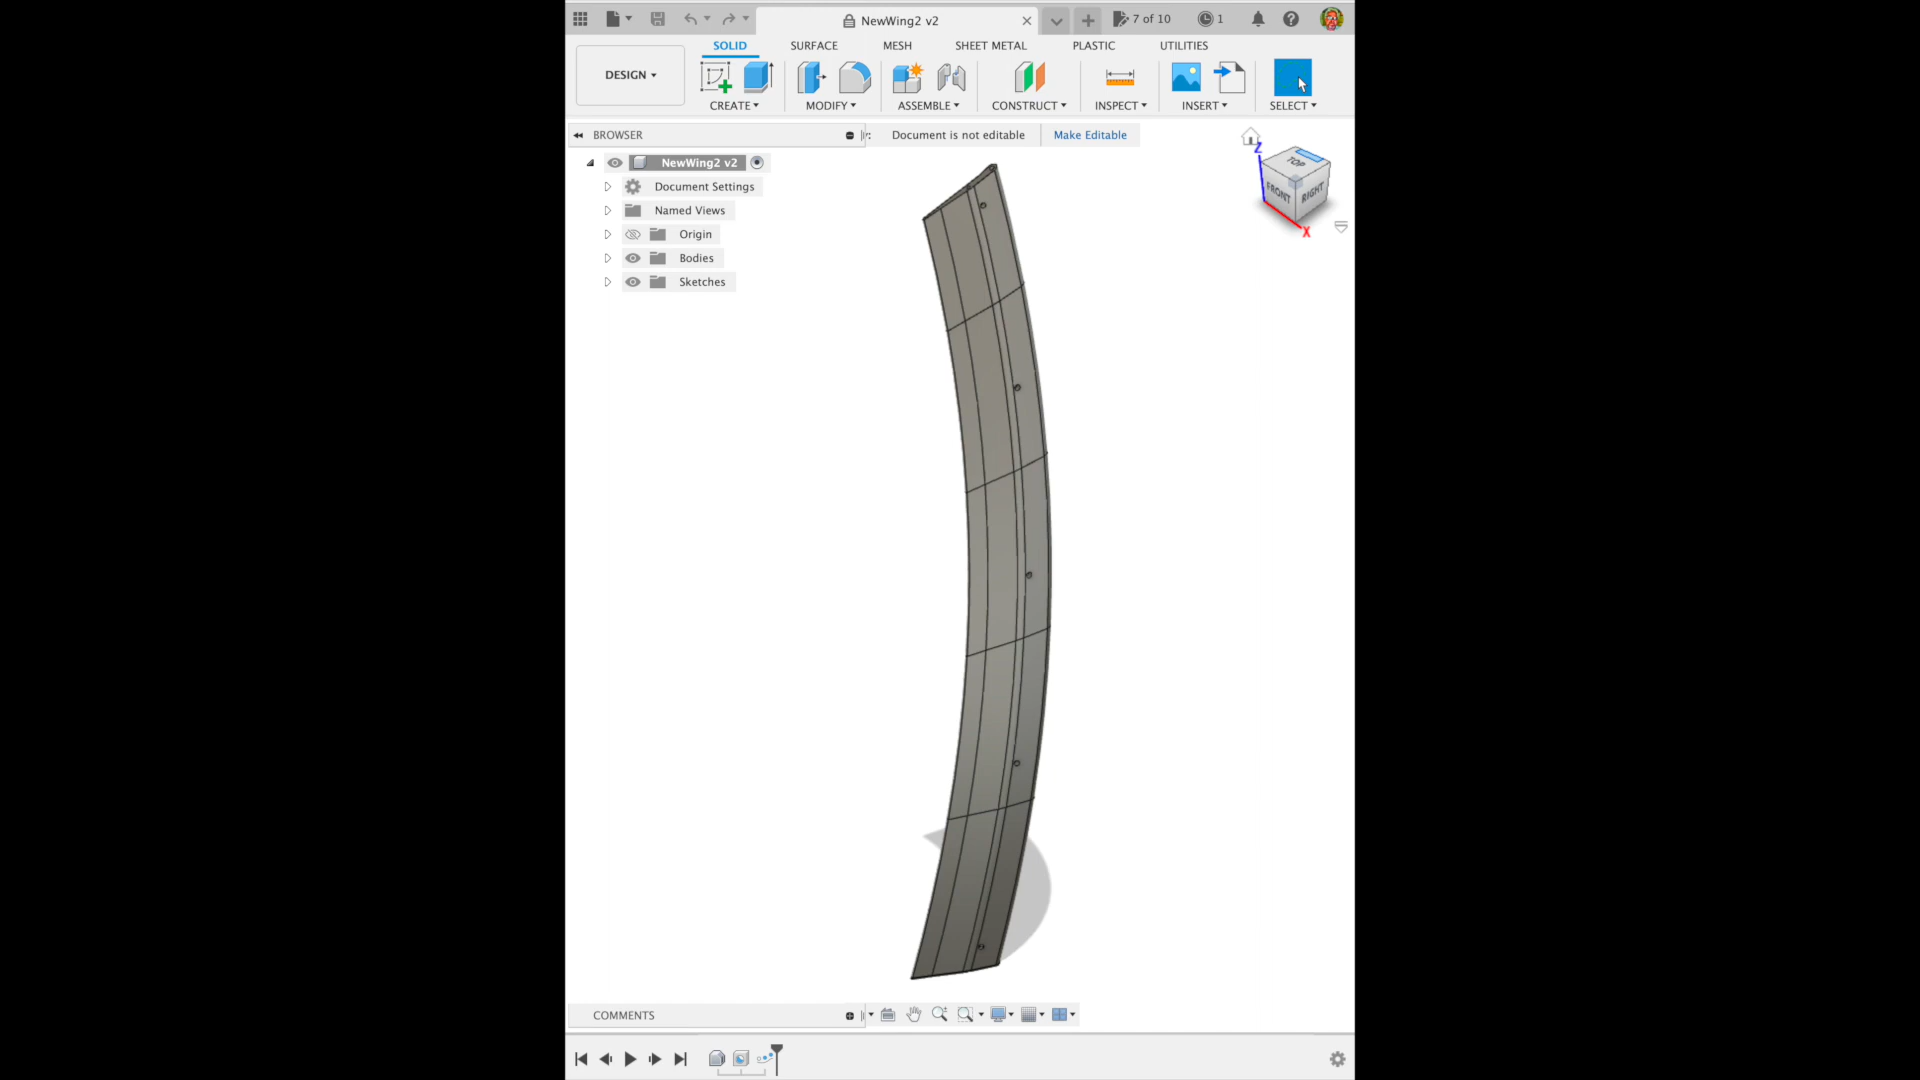 NewWing2 v2
7 of 10
1
DESIGN
SOLID
SURFACE
MESH
SHEET METAL
PLASTIC
UTILITIES
CREATE
MODIFY
ASSEMBLE
CONSTRUCT
INSPECT
INSERT
SELECT
BROWSER
Document is not editable
Make Editable
NewWing2 v2
Document Settings
Named Views
Origin
Bodies
Sketches
Z
TOP
FRONT
RIGHT
X
COMMENTS